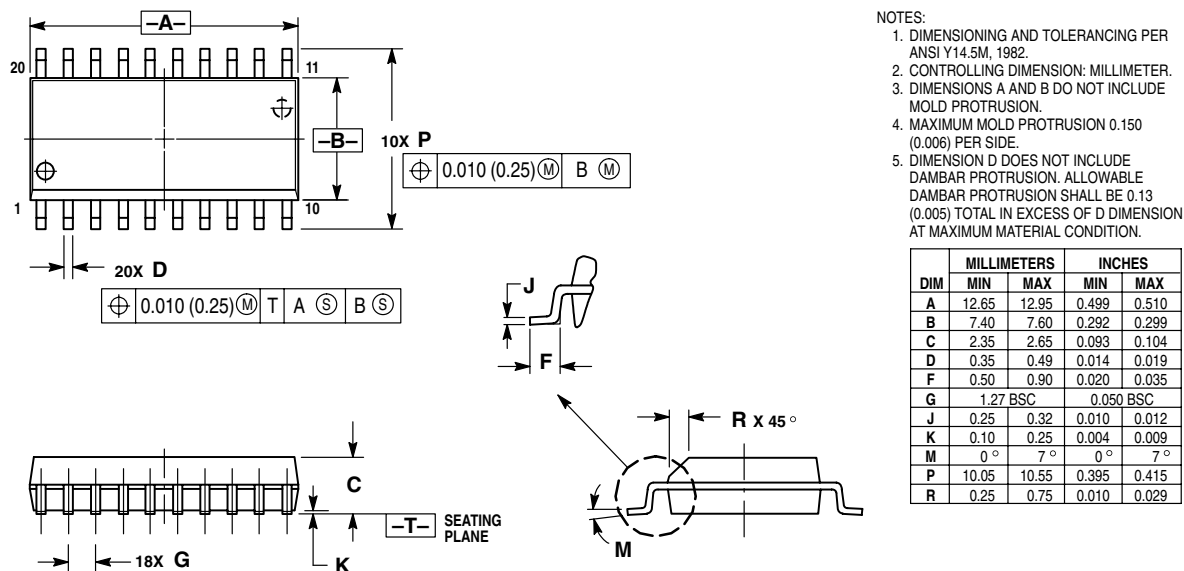 –A–
20
11
–B–
10X P
⌖ 0.010 (0.25) Ⓜ B Ⓜ
1
10
20X D
⌖ 0.010 (0.25) Ⓜ T A Ⓢ B Ⓢ
J
F
C
–T– SEATING
PLANE
18X G
K
R X 45°
M
NOTES:
1. DIMENSIONING AND TOLERANCING PER
ANSI Y14.5M, 1982.
2. CONTROLLING DIMENSION: MILLIMETER.
3. DIMENSIONS A AND B DO NOT INCLUDE
MOLD PROTRUSION.
4. MAXIMUM MOLD PROTRUSION 0.150
(0.006) PER SIDE.
5. DIMENSION D DOES NOT INCLUDE
DAMBAR PROTRUSION. ALLOWABLE
DAMBAR PROTRUSION SHALL BE 0.13
(0.005) TOTAL IN EXCESS OF D DIMENSION
AT MAXIMUM MATERIAL CONDITION.
MILLIMETERS INCHES
DIM MIN MAX MIN MAX
A 12.65 12.95 0.499 0.510
B 7.40 7.60 0.292 0.299
C 2.35 2.65 0.093 0.104
D 0.35 0.49 0.014 0.019
F 0.50 0.90 0.020 0.035
G 1.27 BSC 0.050 BSC
J 0.25 0.32 0.010 0.012
K 0.10 0.25 0.004 0.009
M 0° 7° 0° 7°
P 10.05 10.55 0.395 0.415
R 0.25 0.75 0.010 0.029